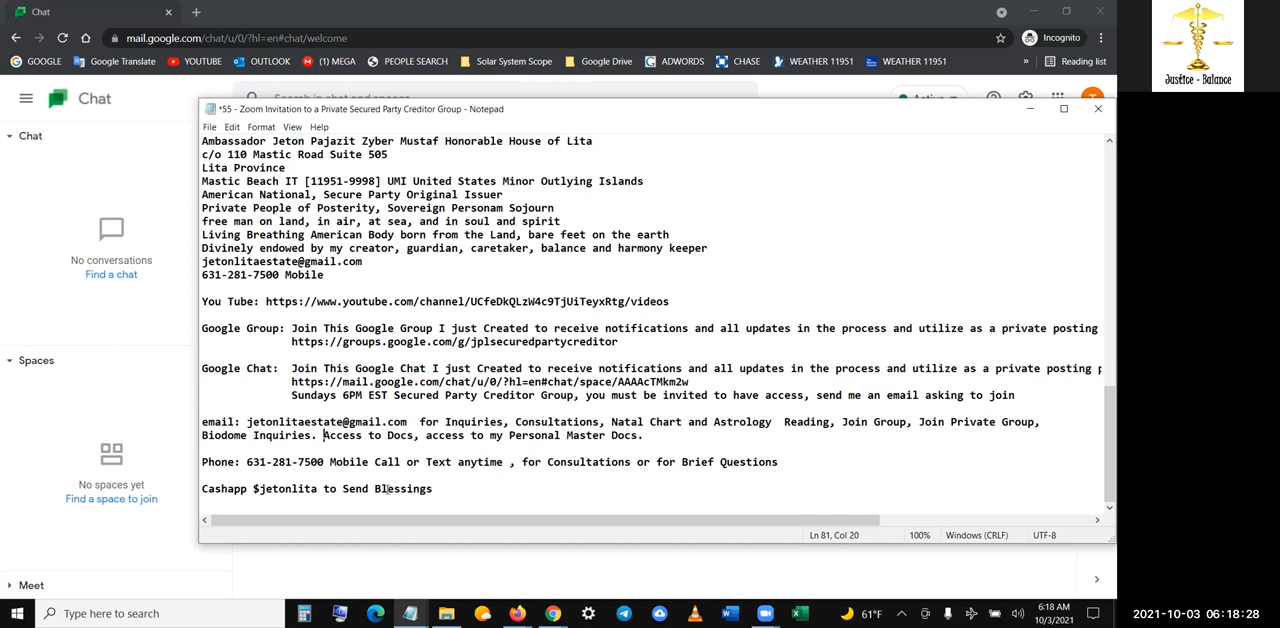 Chat
mail.google.com/chat/u/0/?hl=en#chat/welcome
Incognito
GOOGLE Google Translate YOUTUBE OUTLOOK (1) MEGA PEOPLE SEARCH Solar System Scope Google Drive ADWORDS CHASE WEATHER 11951 WEATHER 11951 » Reading list
Justice - Balance
Chat
Search in chat and spaces
Active
*55 - Zoom Invitation to a Private Secured Party Creditor Group - Notepad
File Edit Format View Help
Chat
No conversations
Find a chat
Spaces
No spaces yet
Find a space to join
Meet
Ambassador Jeton Pajazit Zyber Mustaf Honorable House of Lita
c/o 110 Mastic Road Suite 505
Lita Province
Mastic Beach IT [11951-9998] UMI United States Minor Outlying Islands
American National, Secure Party Original Issuer
Private People of Posterity, Sovereign Personam Sojourn
free man on land, in air, at sea, and in soul and spirit
Living Breathing American Body born from the Land, bare feet on the earth
Divinely endowed by my creator, guardian, caretaker, balance and harmony keeper
jetonlitaestate@gmail.com
631-281-7500 Mobile
You Tube: https://www.youtube.com/channel/UCfeDkQLzW4c9TjUiTeyxRtg/videos
Google Group: Join This Google Group I just Created to receive notifications and all updates in the process and utilize as a private posting
https://groups.google.com/g/jplsecuredpartycreditor
Google Chat: Join This Google Chat I just Created to receive notifications and all updates in the process and utilize as a private posting p
https://mail.google.com/chat/u/0/?hl=en#chat/space/AAAAcTMkm2w
Sundays 6PM EST Secured Party Creditor Group, you must be invited to have access, send me an email asking to join
email: jetonlitaestate@gmail.com for Inquiries, Consultations, Natal Chart and Astrology Reading, Join Group, Join Private Group,
Biodome Inquiries. Access to Docs, access to my Personal Master Docs.
Phone: 631-281-7500 Mobile Call or Text anytime , for Consultations or for Brief Questions
Cashapp $jetonlita to Send Blessings
Ln 81, Col 20 100% Windows (CRLF) UTF-8
Type here to search
61°F
6:18 AM
10/3/2021
2021-10-03 06:18:28